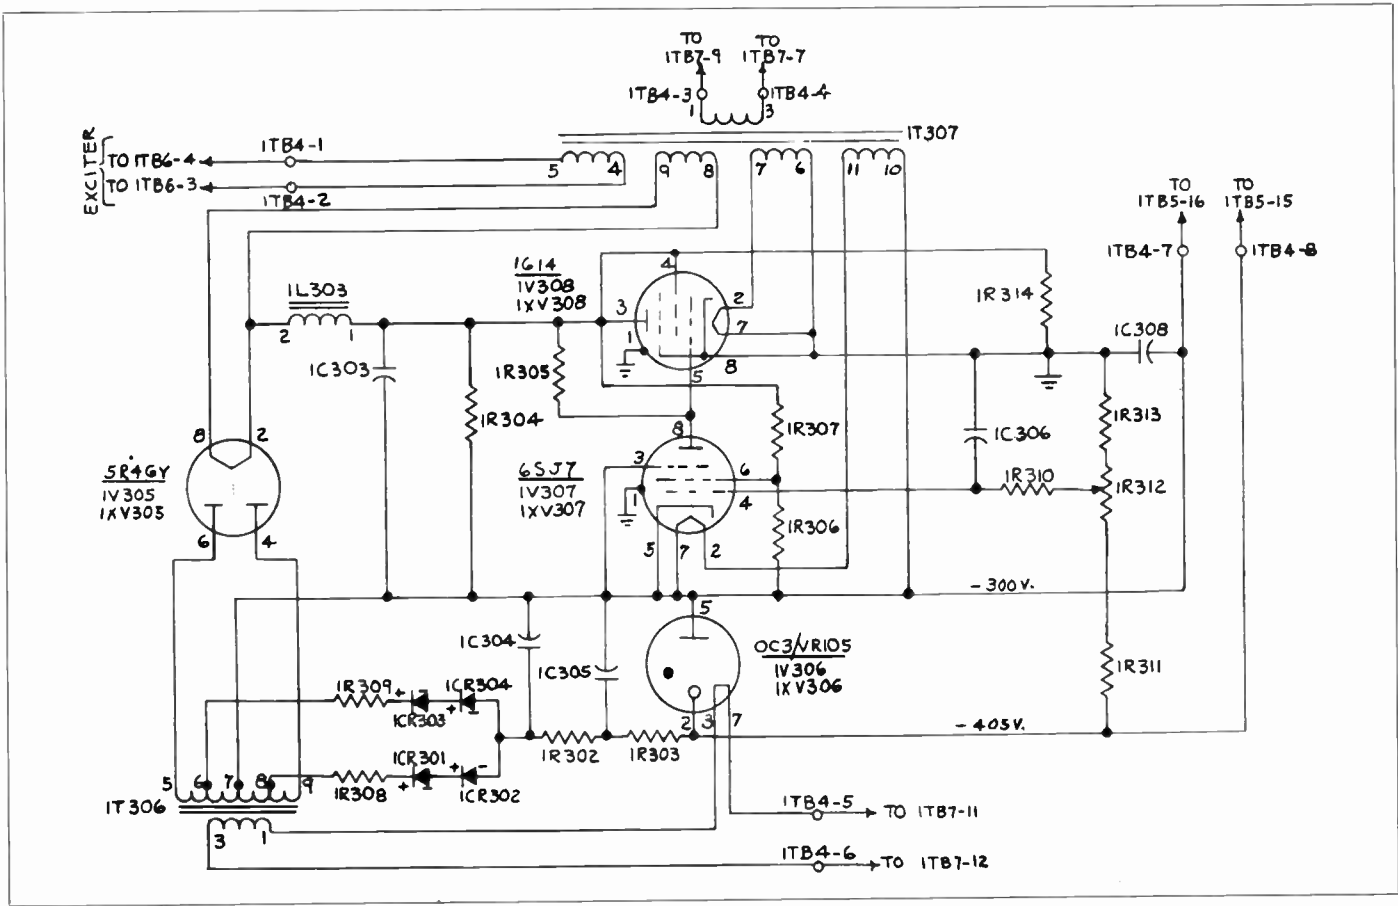 TO TO
1TB7-9 1TB7-7
1TB4-3 1TB4-4
1 3
1T307
EXCITER
TO 1TB6-4 1TB4-1
TO 1TB6-3
1TB4-2
5 4 9 8 7 6 11 10
TO TO
1TB5-16 1TB5-15
1TB4-7 1TB4-8
1L303
2 1
1614
1V308
1XV308
4
3
2
7
1
8
5
1R314
1C308
1C303
1R304
1R305
1R307
1C306
1R313
8 2
5R4GY
1V305
1XV305
6 4
6SJ7
1V307
1XV307
8
3
6
1
4
5 7 2
1R310
1R312
1R306
-300V.
1C304
1C305
5
OC3/VR105
1V306
1XV306
2 3 7
1R311
1R309 + - 1CR304
1CR303 + -
1R302 1R303
-405V.
1CR301 + -
1R308 + - 1CR302
5 6 7 8 9
1T306
3 1
1TB4-5 TO 1TB7-11
1TB4-6 TO 1TB7-12